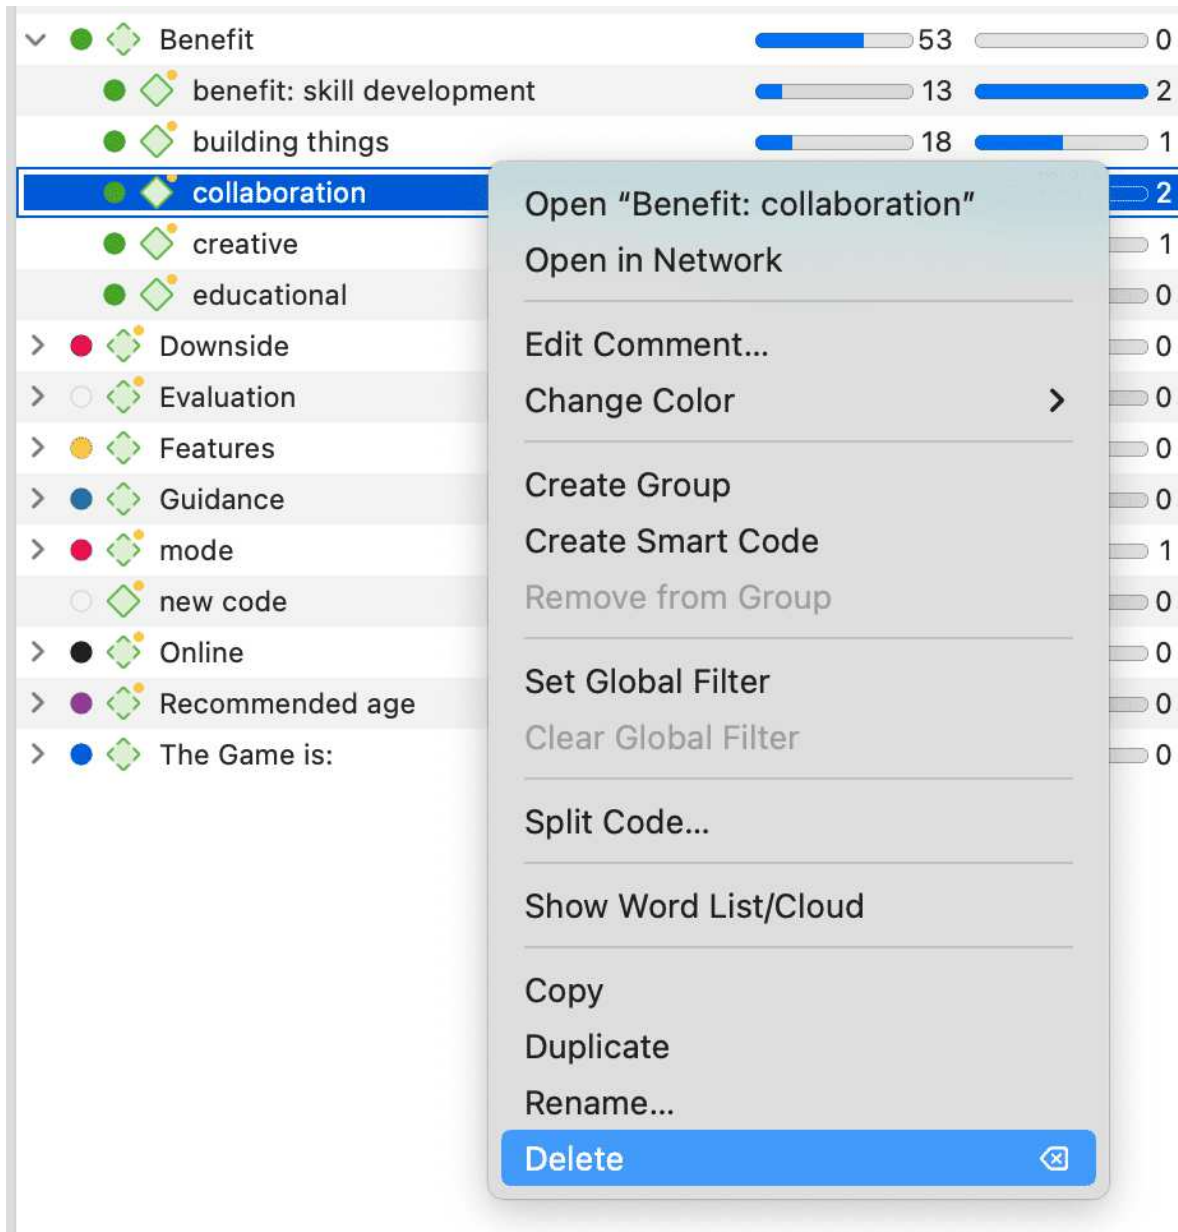 Benefit 53 0
benefit: skill development 13 2
building things 18 1
collaboration 2
creative 1
educational 0
Downside 0
Evaluation 0
Features 0
Guidance 0
mode 1
new code 0
Online 0
Recommended age 0
The Game is: 0
Open “Benefit: collaboration”
Open in Network
Edit Comment...
Change Color
Create Group
Create Smart Code
Remove from Group
Set Global Filter
Clear Global Filter
Split Code...
Show Word List/Cloud
Copy
Duplicate
Rename...
Delete